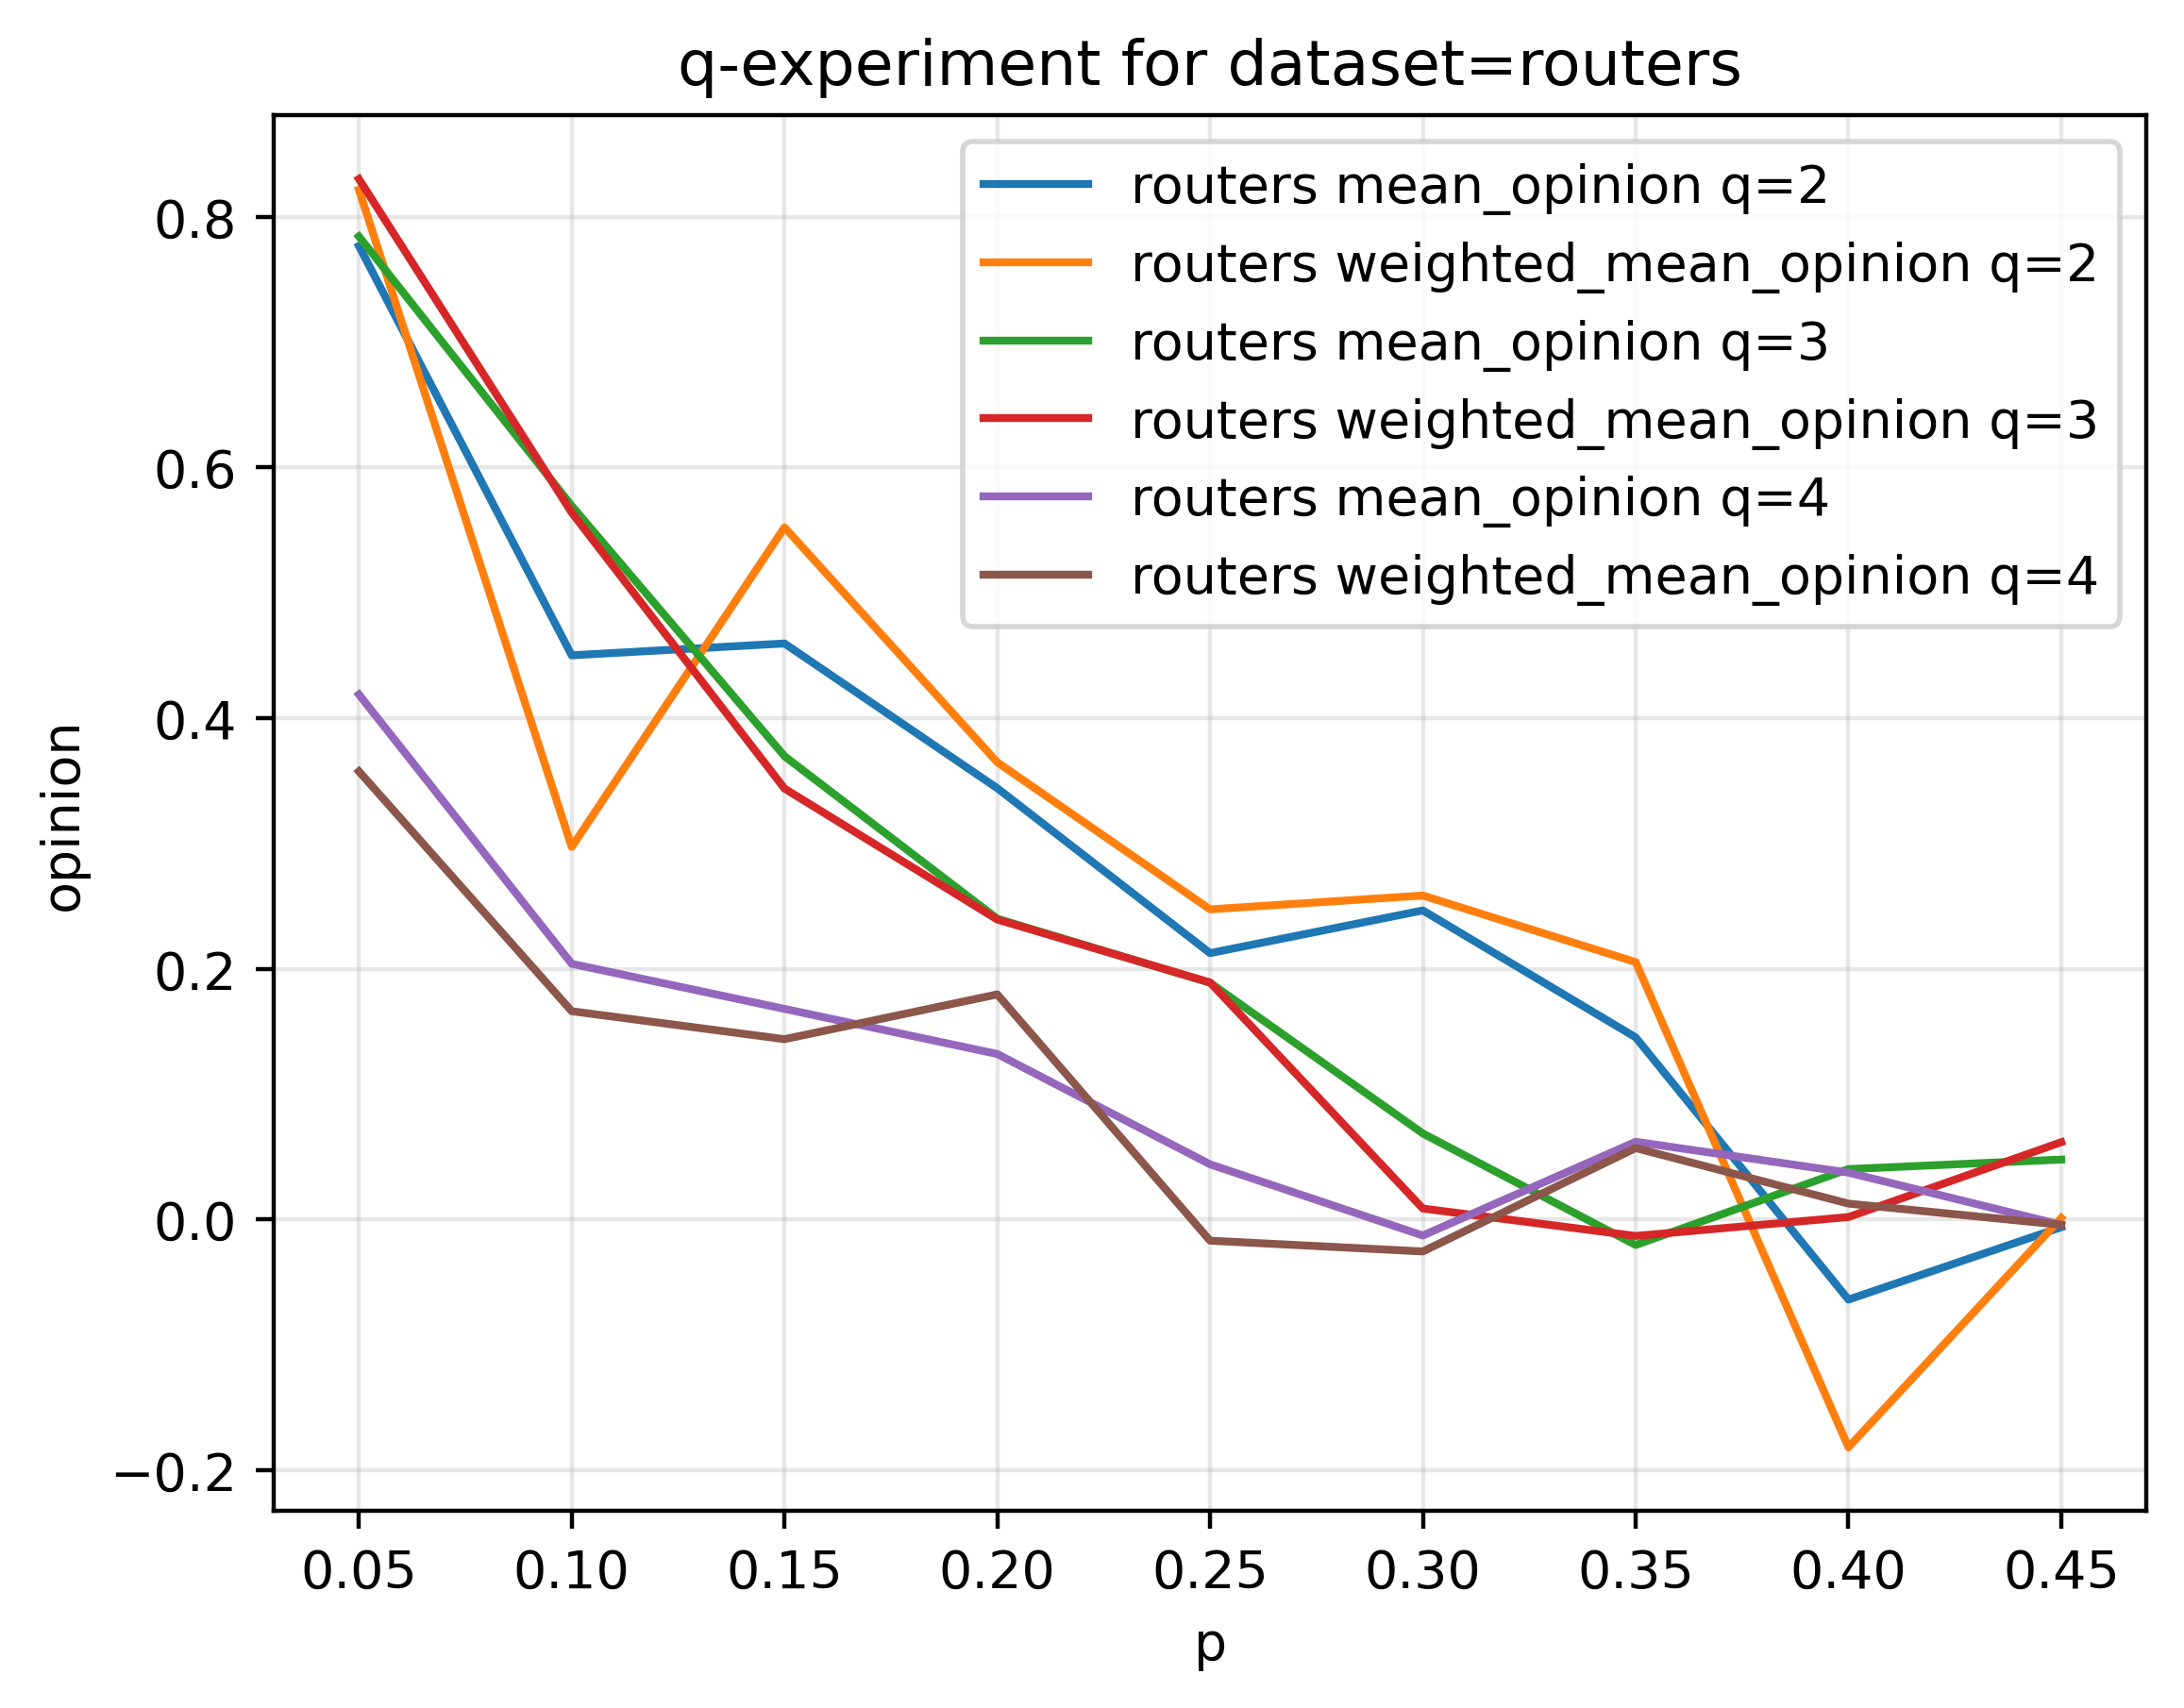 q-experiment for dataset=routers
routers mean_opinion q=2
routers weighted_mean_opinion q=2
routers mean_opinion q=3
routers weighted_mean_opinion q=3
routers mean_opinion q=4
routers weighted_mean_opinion q=4
opinion
0.8
0.6
0.4
0.2
0.0
−0.2
0.05 0.10 0.15 0.20 0.25 0.30 0.35 0.40 0.45
p